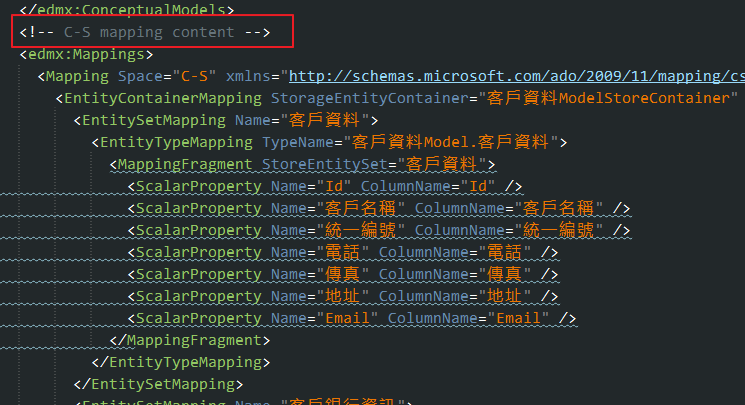 </edmx:ConceptualModels>
<!-- C-S mapping content -->
<edmx:Mappings>
<Mapping Space="C-S" xmlns="http://schemas.microsoft.com/ado/2009/11/mapping/cs
<EntityContainerMapping StorageEntityContainer="客戶資料ModelStoreContainer"
<EntitySetMapping Name="客戶資料">
<EntityTypeMapping TypeName="客戶資料Model.客戶資料">
<MappingFragment StoreEntitySet="客戶資料">
<ScalarProperty Name="Id" ColumnName="Id" />
<ScalarProperty Name="客戶名稱" ColumnName="客戶名稱" />
<ScalarProperty Name="統一編號" ColumnName="統一編號" />
<ScalarProperty Name="電話" ColumnName="電話" />
<ScalarProperty Name="傳真" ColumnName="傳真" />
<ScalarProperty Name="地址" ColumnName="地址" />
<ScalarProperty Name="Email" ColumnName="Email" />
</MappingFragment>
</EntityTypeMapping>
</EntitySetMapping>
<EntitySetMapping Name="客戶銀行資訊">